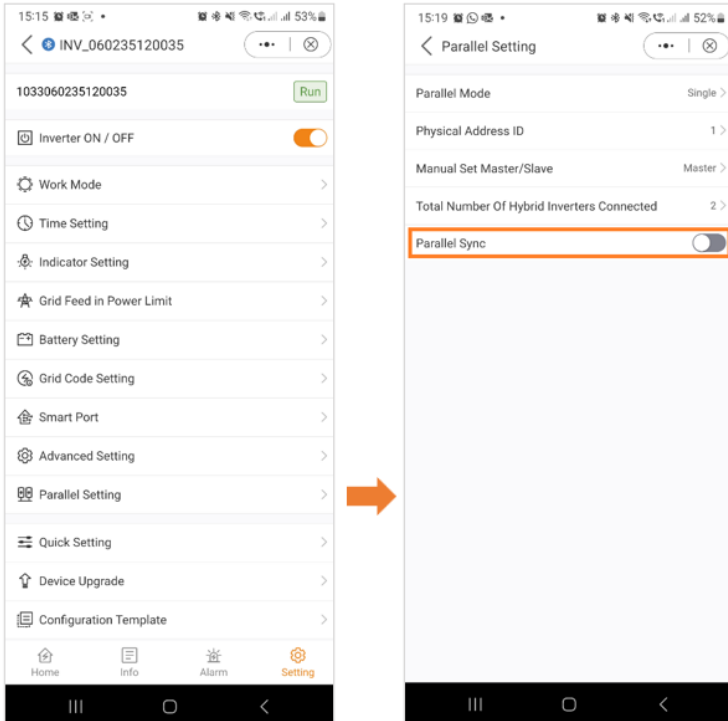 15:15 53%
INV_060235120035
1033060235120035 Run
Inverter ON / OFF
Work Mode
Time Setting
Indicator Setting
Grid Feed in Power Limit
Battery Setting
Grid Code Setting
Smart Port
Advanced Setting
Parallel Setting
Quick Setting
Device Upgrade
Configuration Template
Home Info Alarm Setting
15:19 52%
Parallel Setting
Parallel Mode Single
Physical Address ID 1
Manual Set Master/Slave Master
Total Number Of Hybrid Inverters Connected 2
Parallel Sync